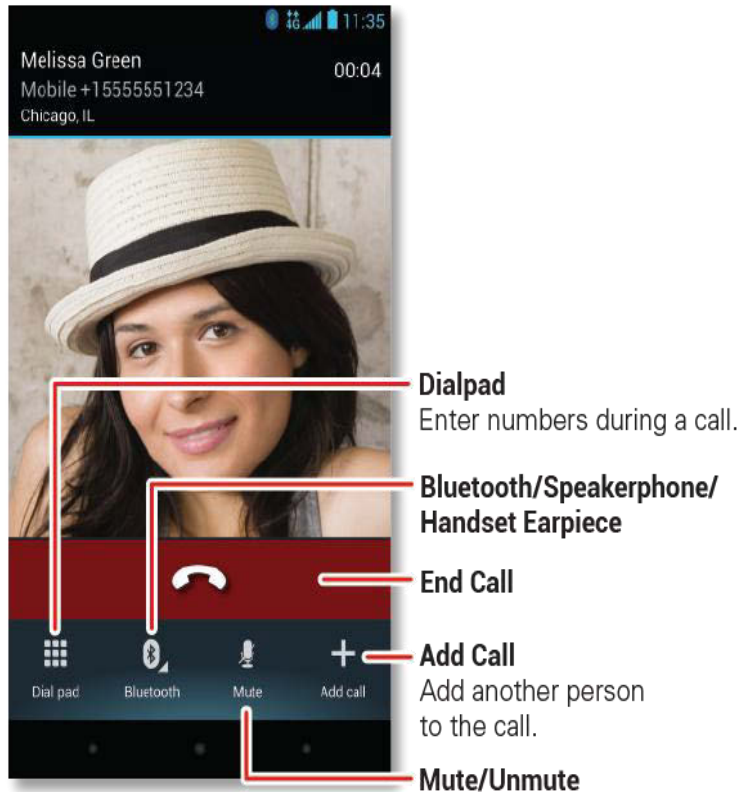 4G 11:35
Melissa Green 00:04
Mobile +15555551234
Chicago, IL
Dialpad
Enter numbers during a call.
Bluetooth/Speakerphone/
Handset Earpiece
End Call
Add Call
Add another person
to the call.
Dial pad Bluetooth Mute Add call
Mute/Unmute